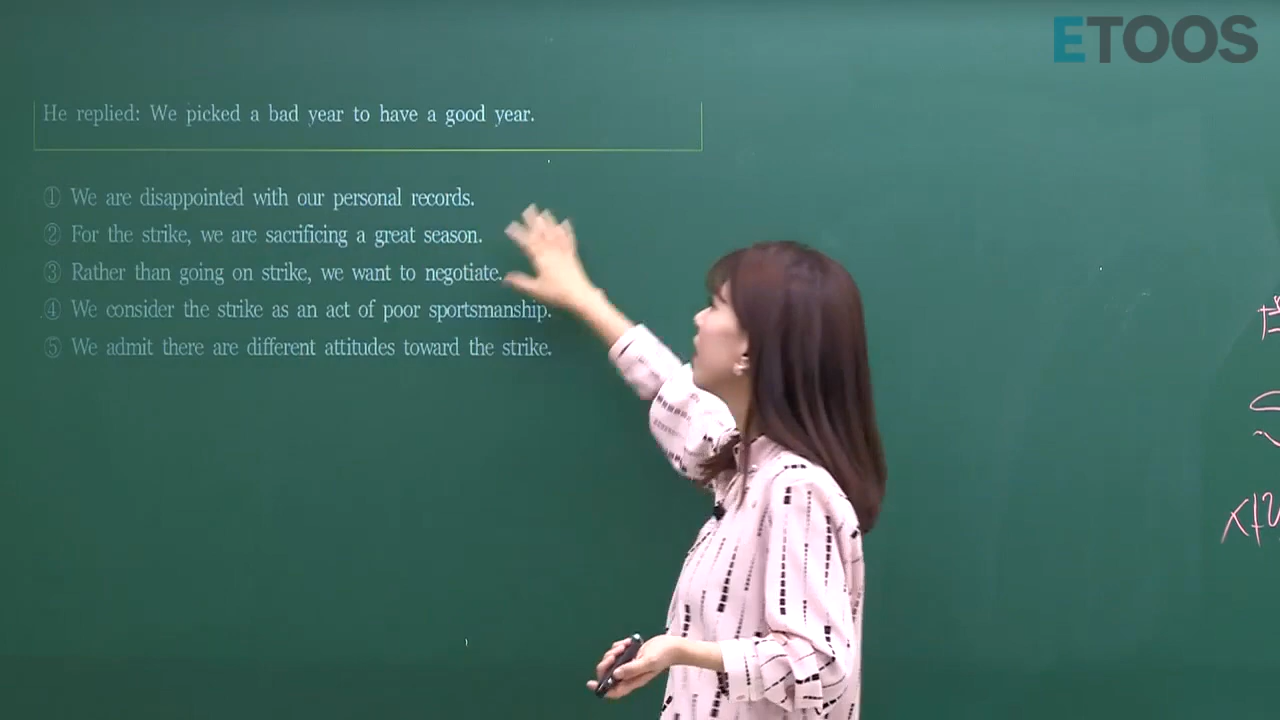 ETOOS
He replied: We picked a bad year to have a good year.
① We are disappointed with our personal records.
② For the strike, we are sacrificing a great season.
③ Rather than going on strike, we want to negotiate.
④ We consider the strike as an act of poor sportsmanship.
⑤ We admit there are different attitudes toward the strike.